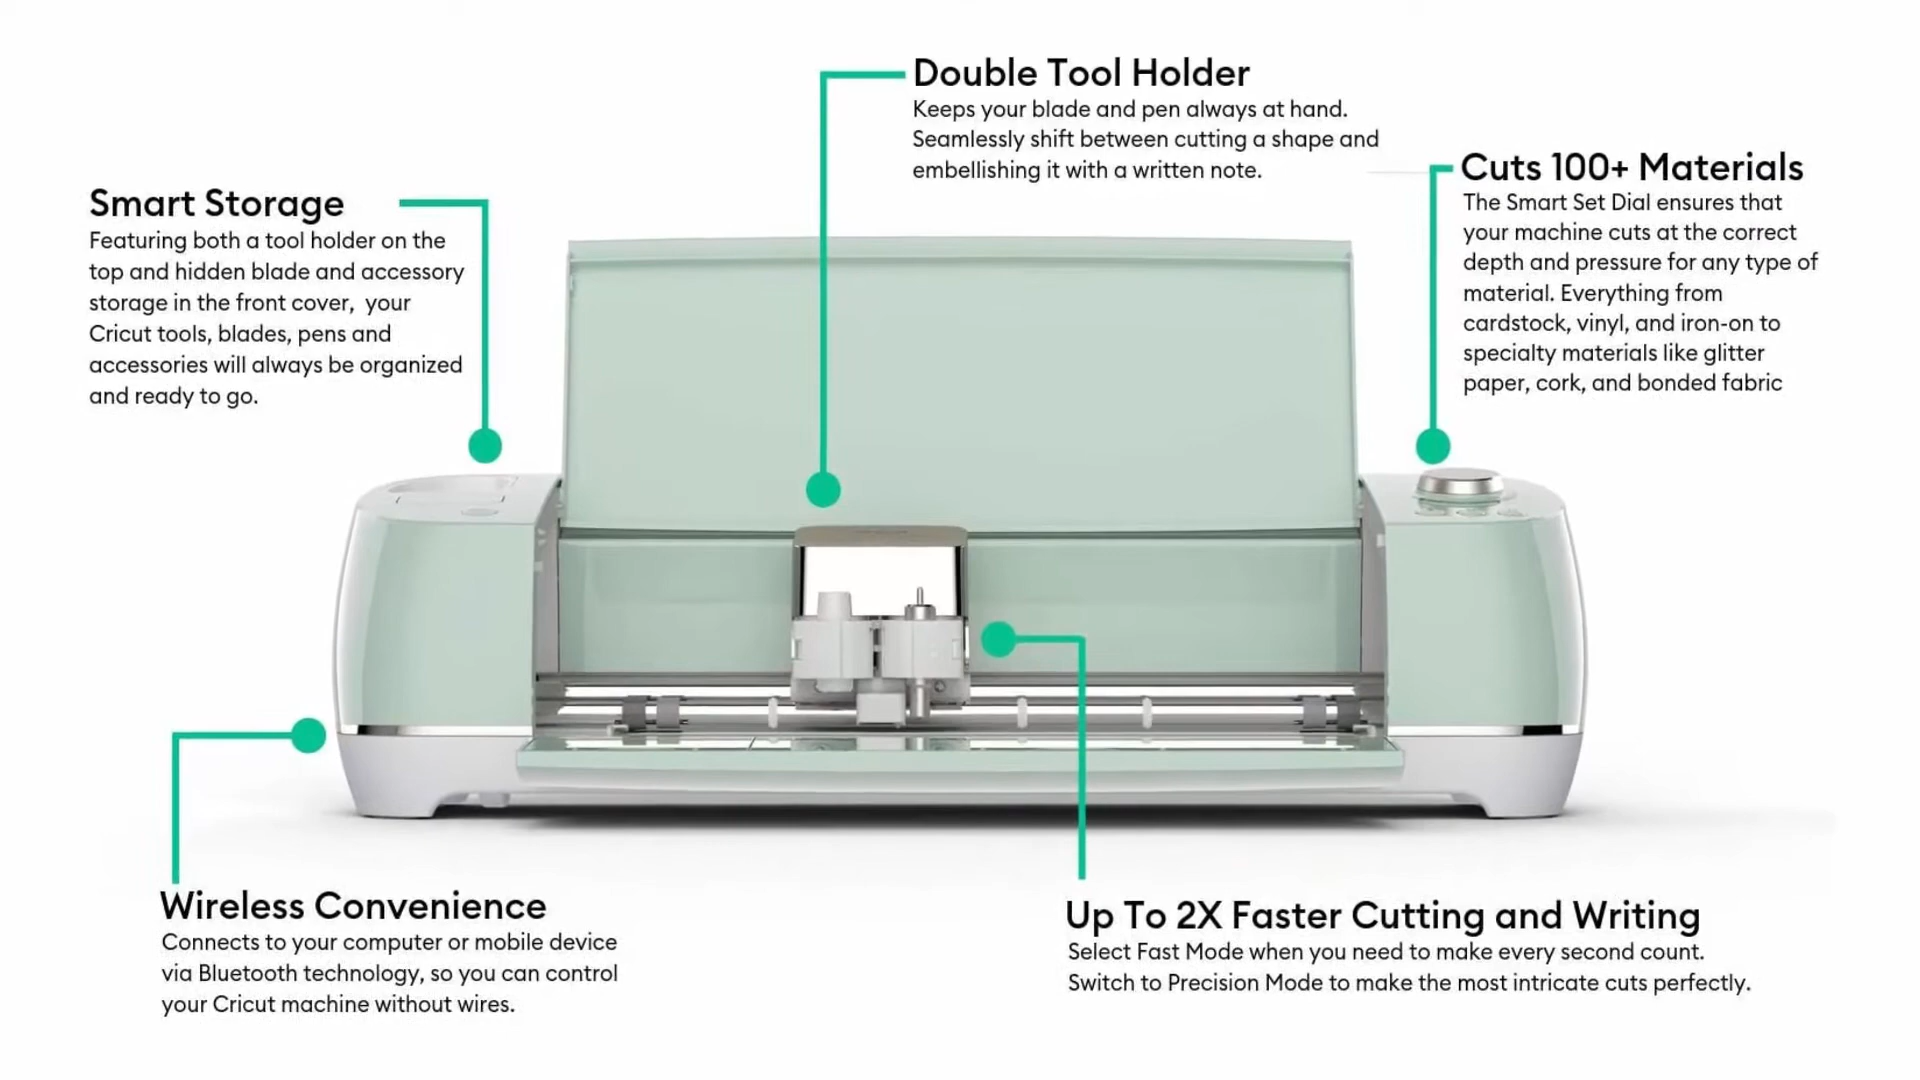 Double Tool Holder
Keeps your blade and pen always at hand.
Seamlessly shift between cutting a shape and
embellishing it with a written note.
Cuts 100+ Materials
The Smart Set Dial ensures that
your machine cuts at the correct
depth and pressure for any type of
material. Everything from
cardstock, vinyl, and iron-on to
specialty materials like glitter
paper, cork, and bonded fabric
Smart Storage
Featuring both a tool holder on the
top and hidden blade and accessory
storage in the front cover, your
Cricut tools, blades, pens and
accessories will always be organized
and ready to go.
Wireless Convenience
Connects to your computer or mobile device
via Bluetooth technology, so you can control
your Cricut machine without wires.
Up To 2X Faster Cutting and Writing
Select Fast Mode when you need to make every second count.
Switch to Precision Mode to make the most intricate cuts perfectly.